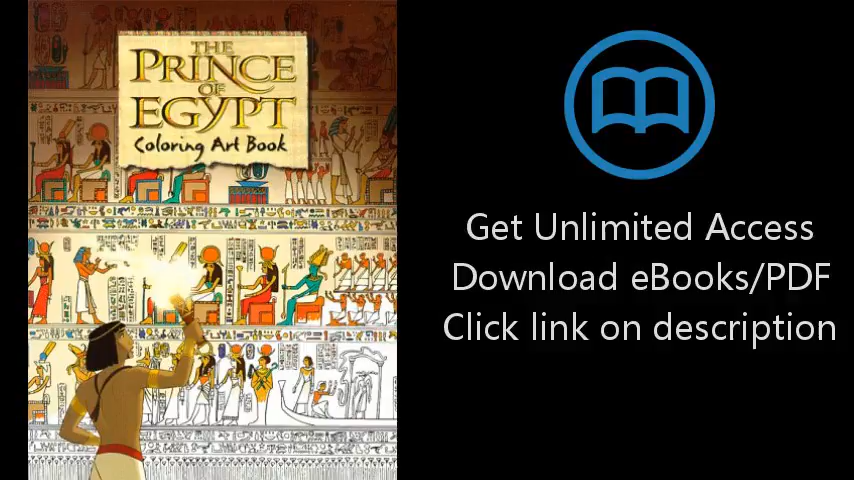 THE
PRINCE
OF
EGYPT
Coloring Art Book
Get Unlimited Access
Download eBooks/PDF
Click link on description